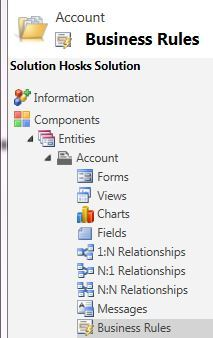 Account
Business Rules
Solution Hosks Solution
Information
Components
Entities
Account
Forms
Views
Charts
Fields
1:N Relationships
N:1 Relationships
N:N Relationships
Messages
Business Rules